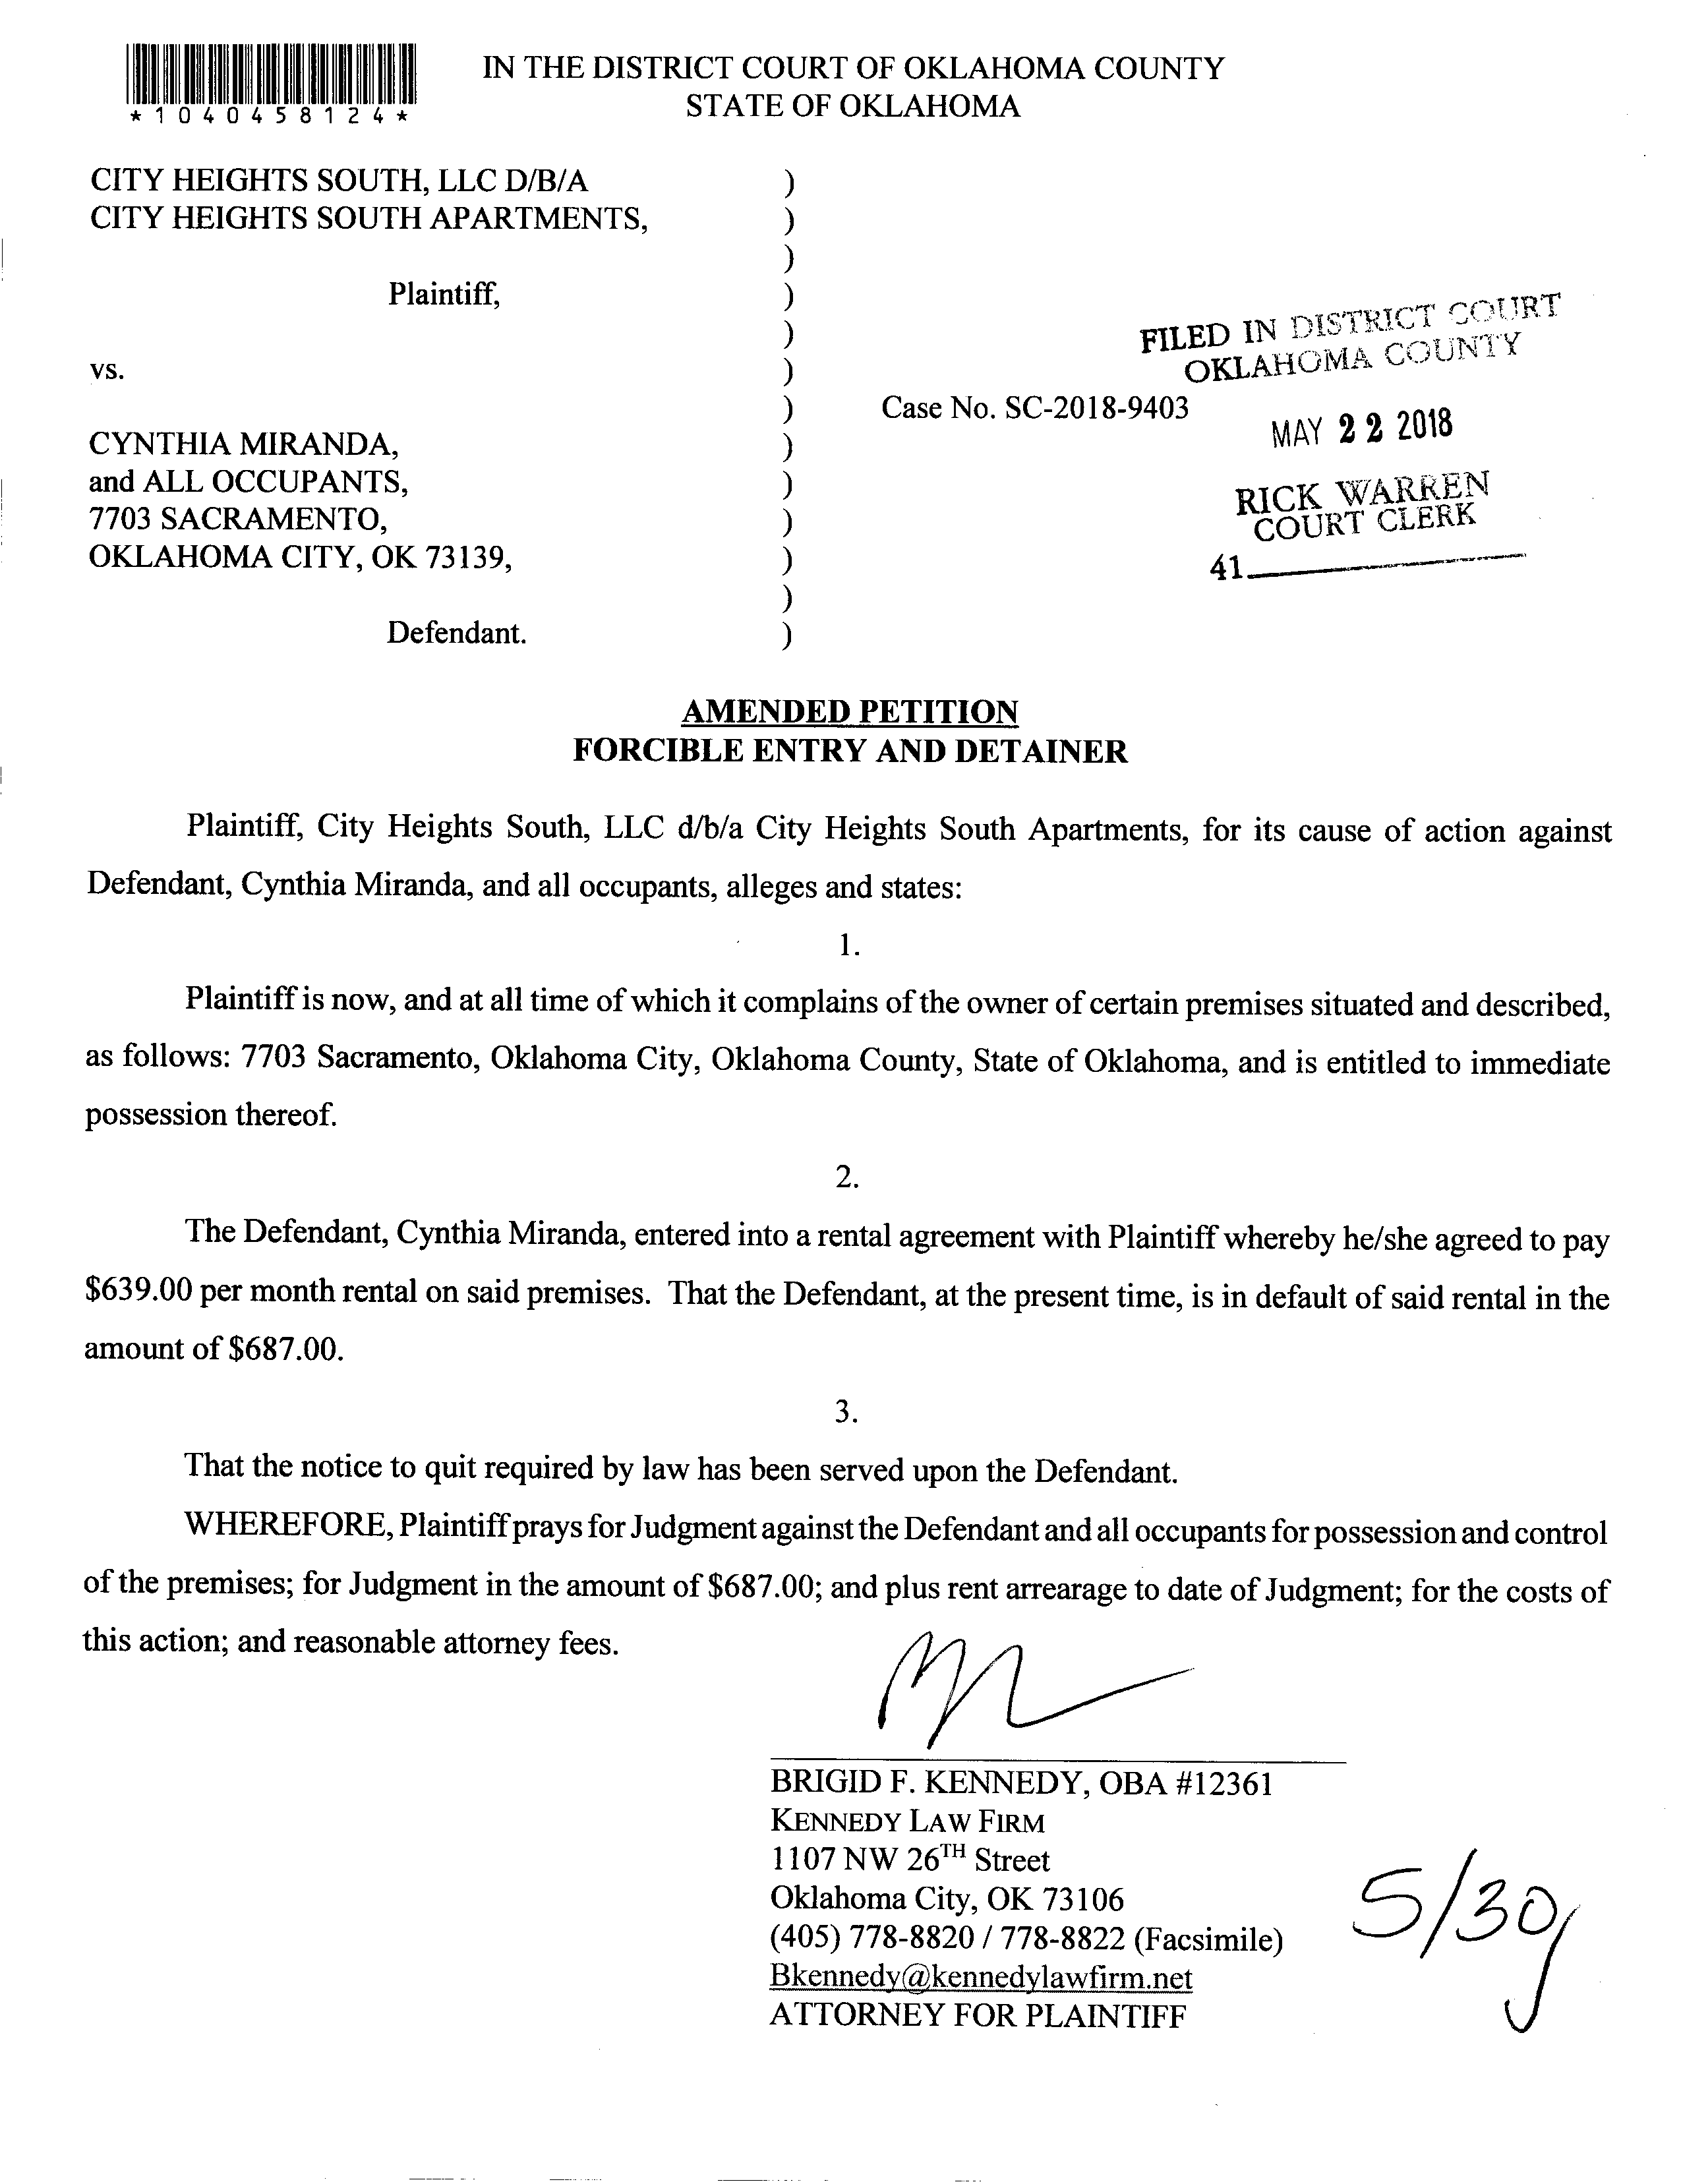 IN THE DISTRICT COURT OF OKLAHOMA COUNTY
STATE OF OKLAHOMA
*1040458124*
CITY HEIGHTS SOUTH, LLC D/B/A )
CITY HEIGHTS SOUTH APARTMENTS, )
)
Plaintiff, )
)
vs. )
) Case No. SC-2018-9403
CYNTHIA MIRANDA, )
and ALL OCCUPANTS, )
7703 SACRAMENTO, )
OKLAHOMA CITY, OK 73139, )
)
Defendant. )
FILED IN DISTRICT COURT
OKLAHOMA COUNTY
MAY 22 2018
RICK WARREN
COURT CLERK
41
AMENDED PETITION
FORCIBLE ENTRY AND DETAINER
Plaintiff, City Heights South, LLC d/b/a City Heights South Apartments, for its cause of action against
Defendant, Cynthia Miranda, and all occupants, alleges and states:
1.
Plaintiff is now, and at all time of which it complains of the owner of certain premises situated and described,
as follows: 7703 Sacramento, Oklahoma City, Oklahoma County, State of Oklahoma, and is entitled to immediate
possession thereof.
2.
The Defendant, Cynthia Miranda, entered into a rental agreement with Plaintiff whereby he/she agreed to pay
$639.00 per month rental on said premises. That the Defendant, at the present time, is in default of said rental in the
amount of $687.00.
3.
That the notice to quit required by law has been served upon the Defendant.
WHEREFORE, Plaintiff prays for Judgment against the Defendant and all occupants for possession and control
of the premises; for Judgment in the amount of $687.00; and plus rent arrearage to date of Judgment; for the costs of
this action; and reasonable attorney fees.
BRIGID F. KENNEDY, OBA #12361
KENNEDY LAW FIRM
1107 NW 26TH Street
Oklahoma City, OK 73106
(405) 778-8820 / 778-8822 (Facsimile)
Bkennedy@kennedylawfirm.net
ATTORNEY FOR PLAINTIFF
5/30